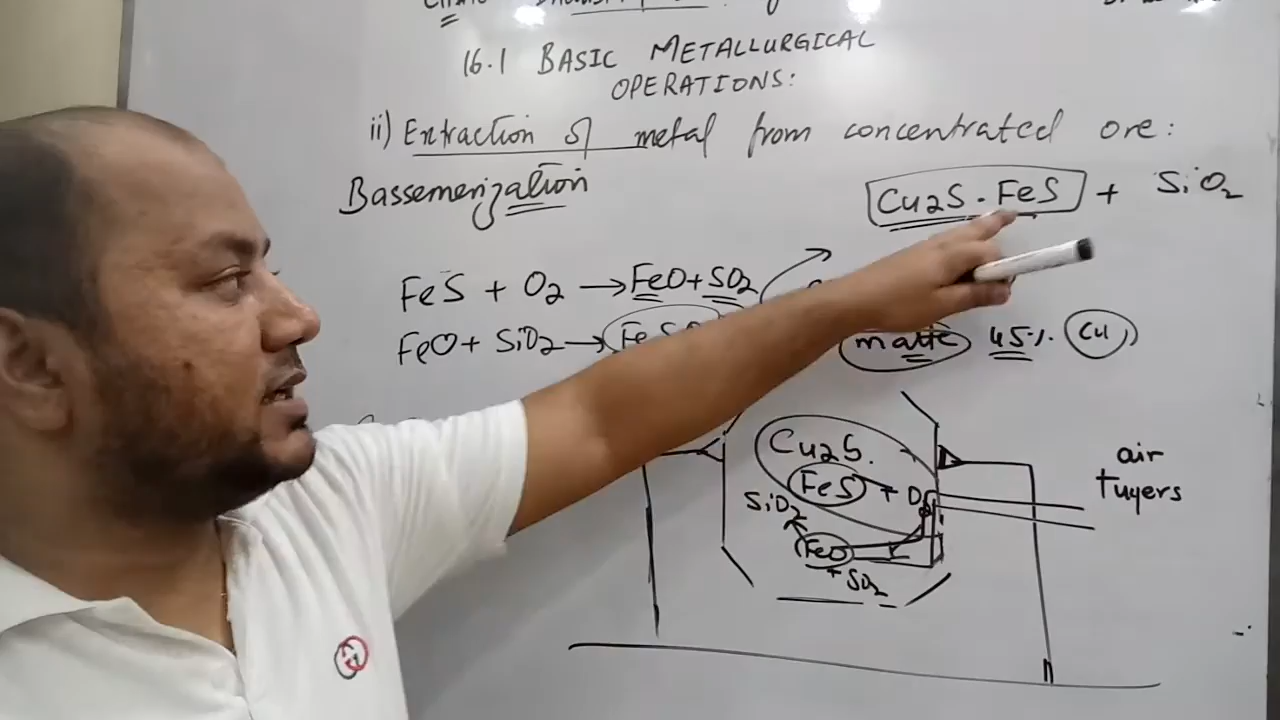 16.1 BASIC METALLURGICAL
OPERATIONS:
ii) Extraction of metal from concentrated ore:
Bassemerization
Cu2S.FeS + SiO2
FeS + O2 → FeO + SO2
FeO + SiO2 →
matte 45% Cu
Cu2S.
FeS +
SiO2
FeO
+ SO2
air
tuyers